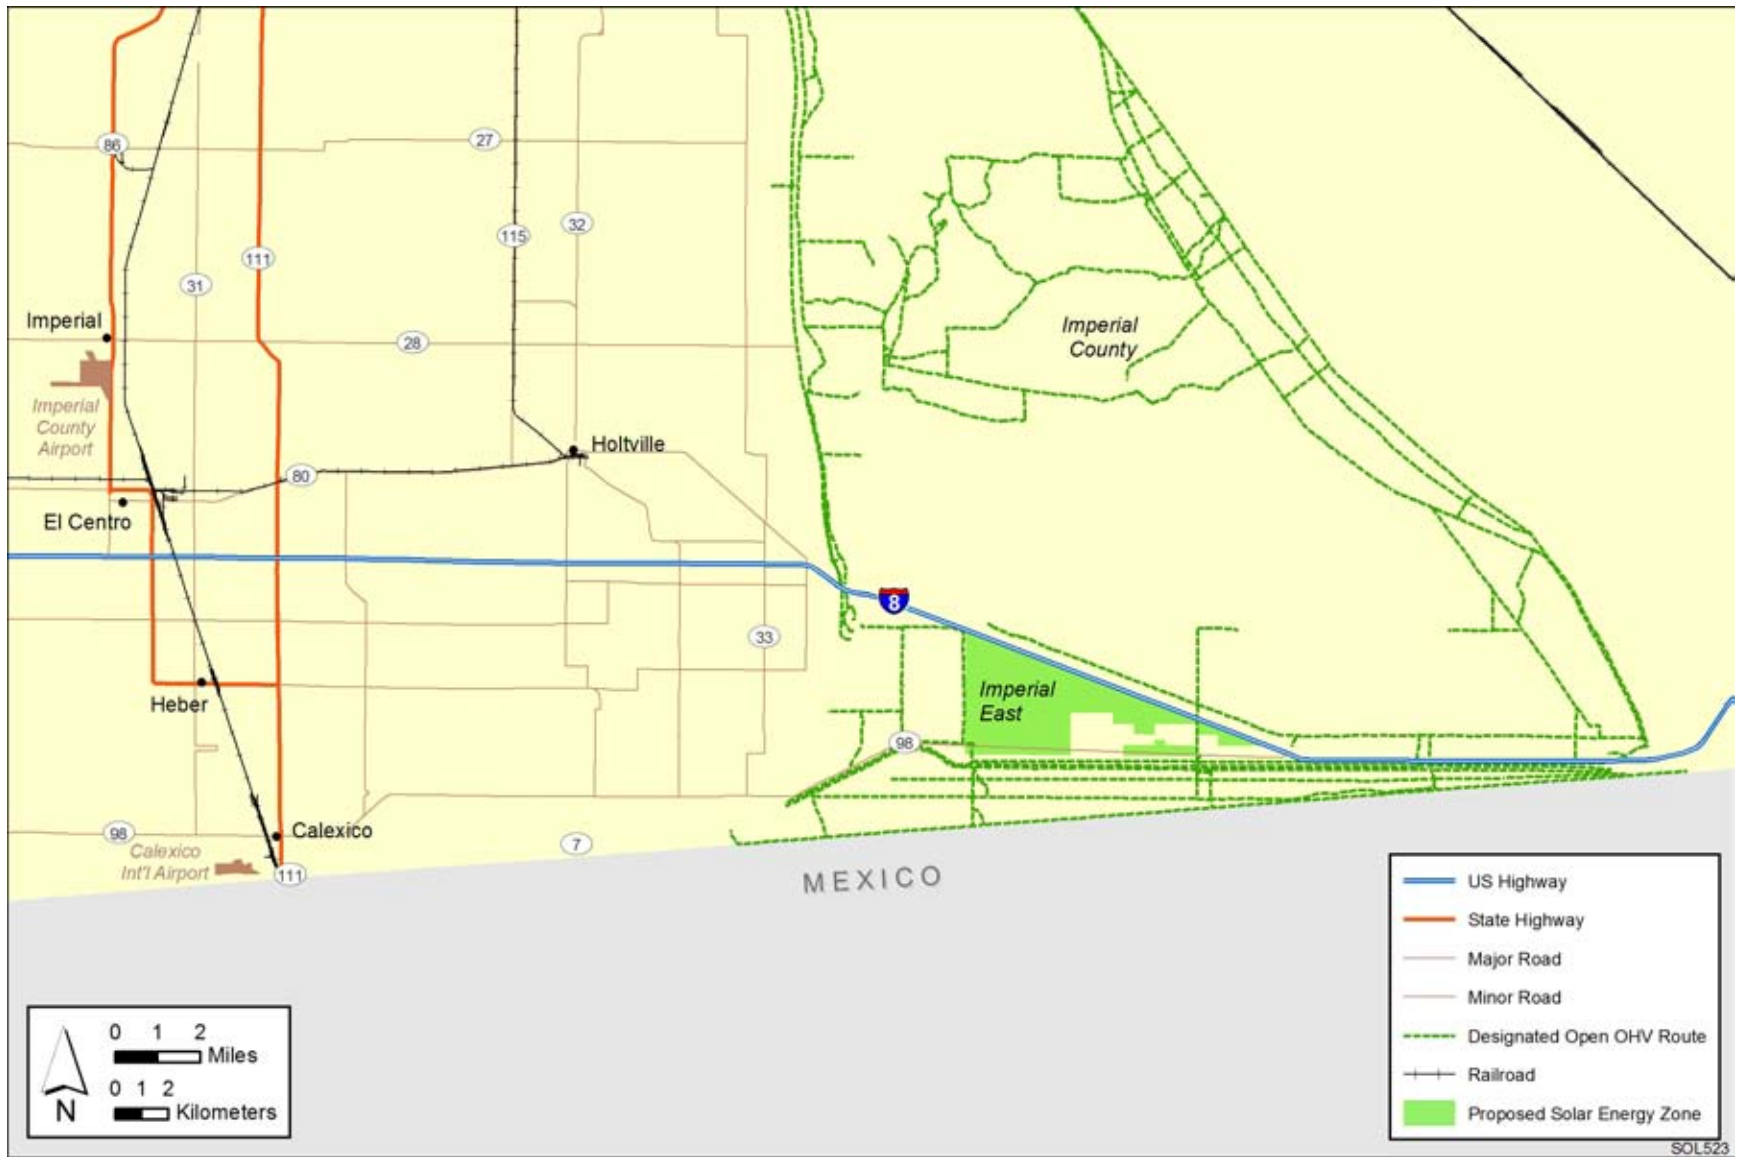 86
27
32
115
111
31
Imperial
28
Imperial
County
Imperial
County
Airport
Holtville
80
El Centro
8
33
Heber
Imperial
East
98
98
Calexico
7
Calexico
Int'l Airport
111
MEXICO
US Highway
State Highway
Major Road
Minor Road
Designated Open OHV Route
Railroad
Proposed Solar Energy Zone
0 1 2
Miles
0 1 2
Kilometers
N
SOL523